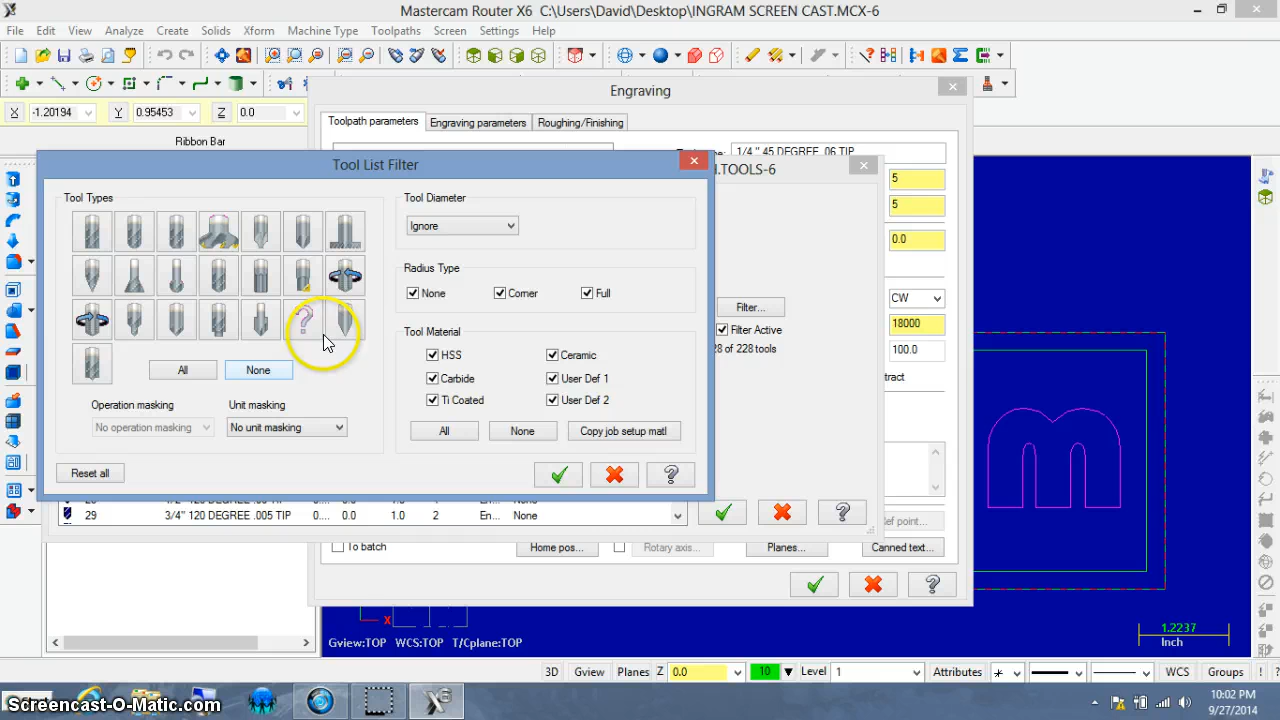 Mastercam Router X6 C:\Users\David\Desktop\INGRAM SCREEN CAST.MCX-6
File Edit View Analyze Create Solids Xform Machine Type Toolpaths Screen Settings Help
X -1.20194 Y 0.95453 Z 0.0
Ribbon Bar
Engraving
Toolpath parameters Engraving parameters Roughing/Finishing
1/4 " 45 DEGREE .06 TIP
H.TOOLS-6
5
5
0.0
CW
18000
100.0
Filter...
Filter Active
28 of 228 tools
Tool List Filter
Tool Types
All None
Operation masking Unit masking
No operation masking No unit masking
Reset all
Tool Diameter
Ignore
Radius Type
None Corner Full
Tool Material
HSS Ceramic
Carbide User Def 1
Ti Coated User Def 2
All None Copy job setup matl
29 3/4" 120 DEGREE .005 TIP 0.... 0.0 1.0 2 En... None
To batch Home pos... Rotary axis... Planes... Canned text...
X
Gview:TOP WCS:TOP T/Cplane:TOP
1.2237
Inch
3D Gview Planes Z 0.0 10 Level 1 Attributes WCS Groups ! ?
Screencast-O-Matic.com
10:02 PM
9/27/2014